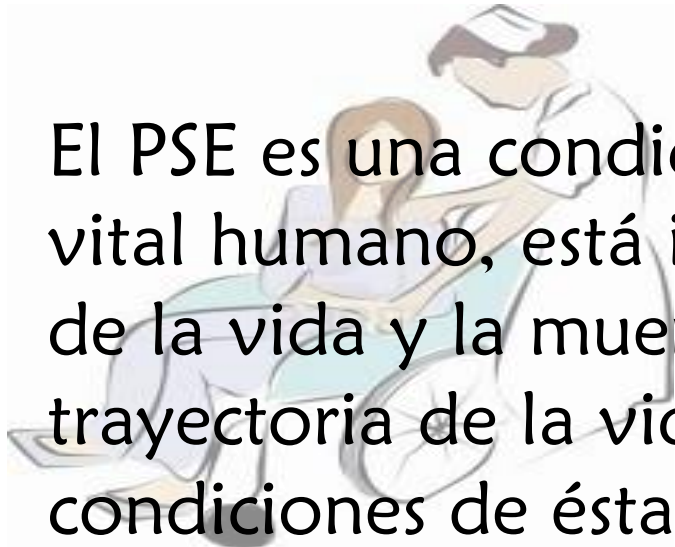 El PSE es una
vital humano, está
de la vida y la
trayectoria de la
condiciones de ésta